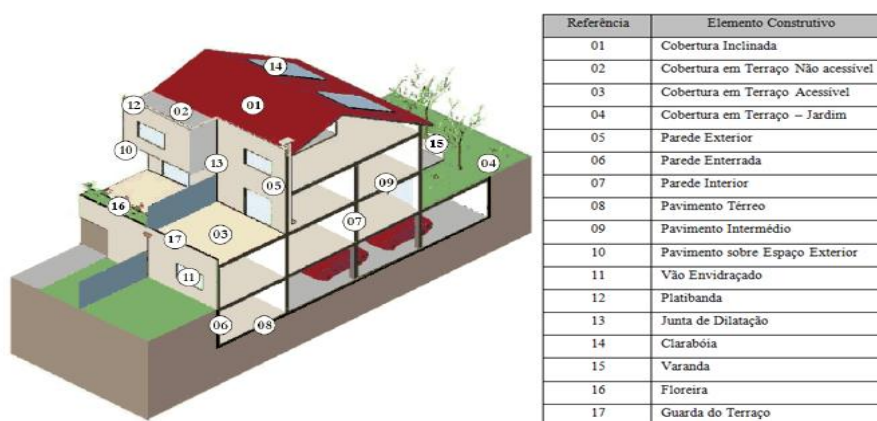 14
01
12
02
10
13
15
04
05
09
16
03
07
17
11
06
08
Referência Elemento Construtivo
01 Cobertura Inclinada
02 Cobertura em Terraço Não acessível
03 Cobertura em Terraço Acessível
04 Cobertura em Terraço – Jardim
05 Parede Exterior
06 Parede Enterrada
07 Parede Interior
08 Pavimento Térreo
09 Pavimento Intermédio
10 Pavimento sobre Espaço Exterior
11 Vão Envidraçado
12 Platibanda
13 Junta de Dilatação
14 Clarabóia
15 Varanda
16 Floreira
17 Guarda do Terraço